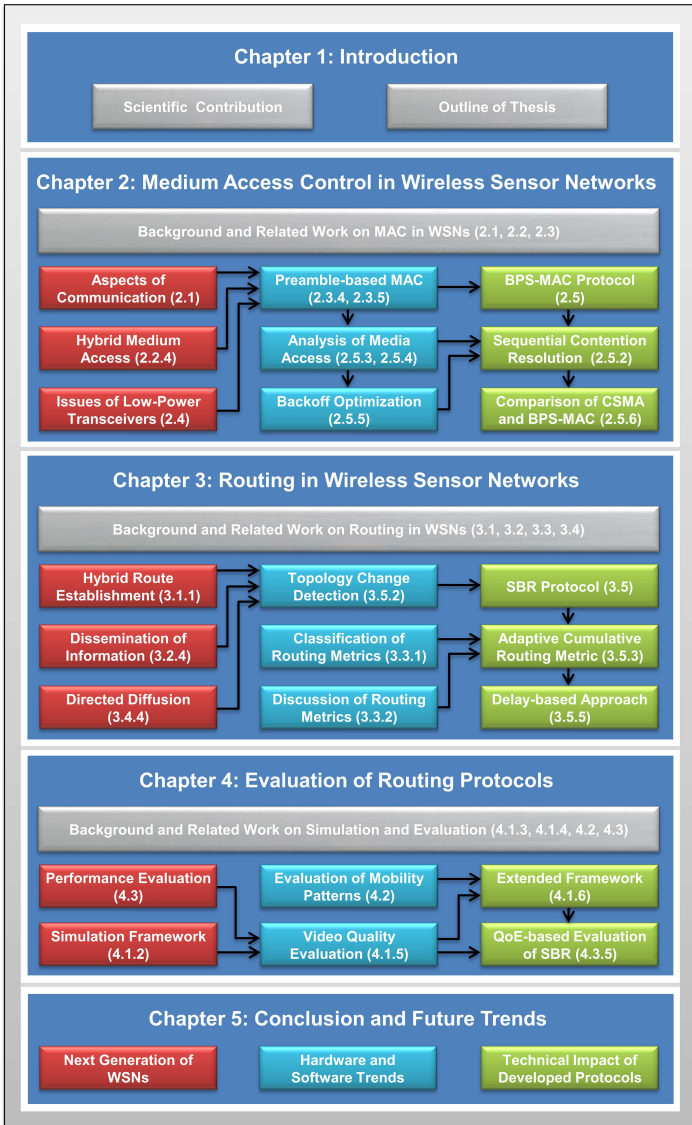 Chapter 1: Introduction
Scientific Contribution
Outline of Thesis
Chapter 2: Medium Access Control in Wireless Sensor Networks
Background and Related Work on MAC in WSNs (2.1, 2.2, 2.3)
Aspects of
Communication (2.1)
Preamble-based MAC
(2.3.4, 2.3.5)
BPS-MAC Protocol
(2.5)
Hybrid Medium
Access (2.2.4)
Analysis of Media
Access (2.5.3, 2.5.4)
Sequential Contention
Resolution (2.5.2)
Issues of Low-Power
Transceivers (2.4)
Backoff Optimization
(2.5.5)
Comparison of CSMA
and BPS-MAC (2.5.6)
Chapter 3: Routing in Wireless Sensor Networks
Background and Related Work on Routing in WSNs (3.1, 3.2, 3.3, 3.4)
Hybrid Route
Establishment (3.1.1)
Topology Change
Detection (3.5.2)
SBR Protocol (3.5)
Dissemination of
Information (3.2.4)
Classification of
Routing Metrics (3.3.1)
Adaptive Cumulative
Routing Metric (3.5.3)
Directed Diffusion
(3.4.4)
Discussion of Routing
Metrics (3.3.2)
Delay-based Approach
(3.5.5)
Chapter 4: Evaluation of Routing Protocols
Background and Related Work on Simulation and Evaluation (4.1.3, 4.1.4, 4.2, 4.3)
Performance Evaluation
(4.3)
Evaluation of Mobility
Patterns (4.2)
Extended Framework
(4.1.6)
Simulation Framework
(4.1.2)
Video Quality
Evaluation (4.1.5)
QoE-based Evaluation
of SBR (4.3.5)
Chapter 5: Conclusion and Future Trends
Next Generation of
WSNs
Hardware and
Software Trends
Technical Impact of
Developed Protocols